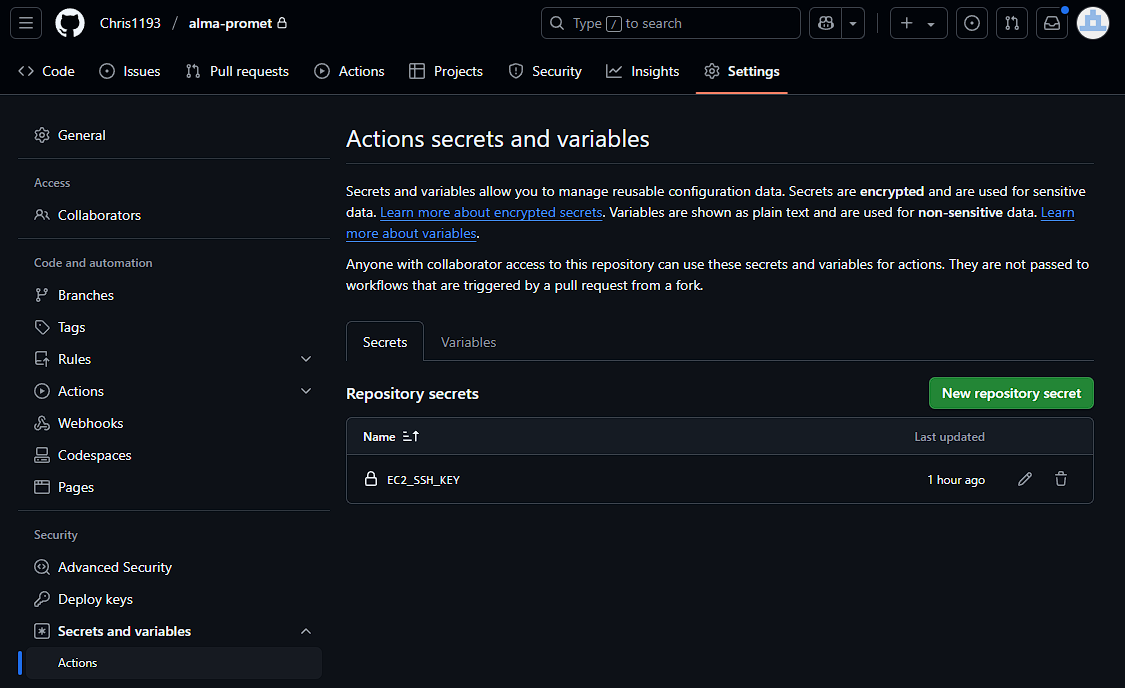 Chris1193 / alma-promet
Type / to search
Code Issues Pull requests Actions Projects Security Insights Settings
General
Access
Collaborators
Code and automation
Branches
Tags
Rules
Actions
Webhooks
Codespaces
Pages
Security
Advanced Security
Deploy keys
Secrets and variables
Actions
Actions secrets and variables
Secrets and variables allow you to manage reusable configuration data. Secrets are encrypted and are used for sensitive
data. Learn more about encrypted secrets. Variables are shown as plain text and are used for non-sensitive data. Learn
more about variables.
Anyone with collaborator access to this repository can use these secrets and variables for actions. They are not passed to
workflows that are triggered by a pull request from a fork.
Secrets Variables
Repository secrets New repository secret
Name Last updated
EC2_SSH_KEY 1 hour ago